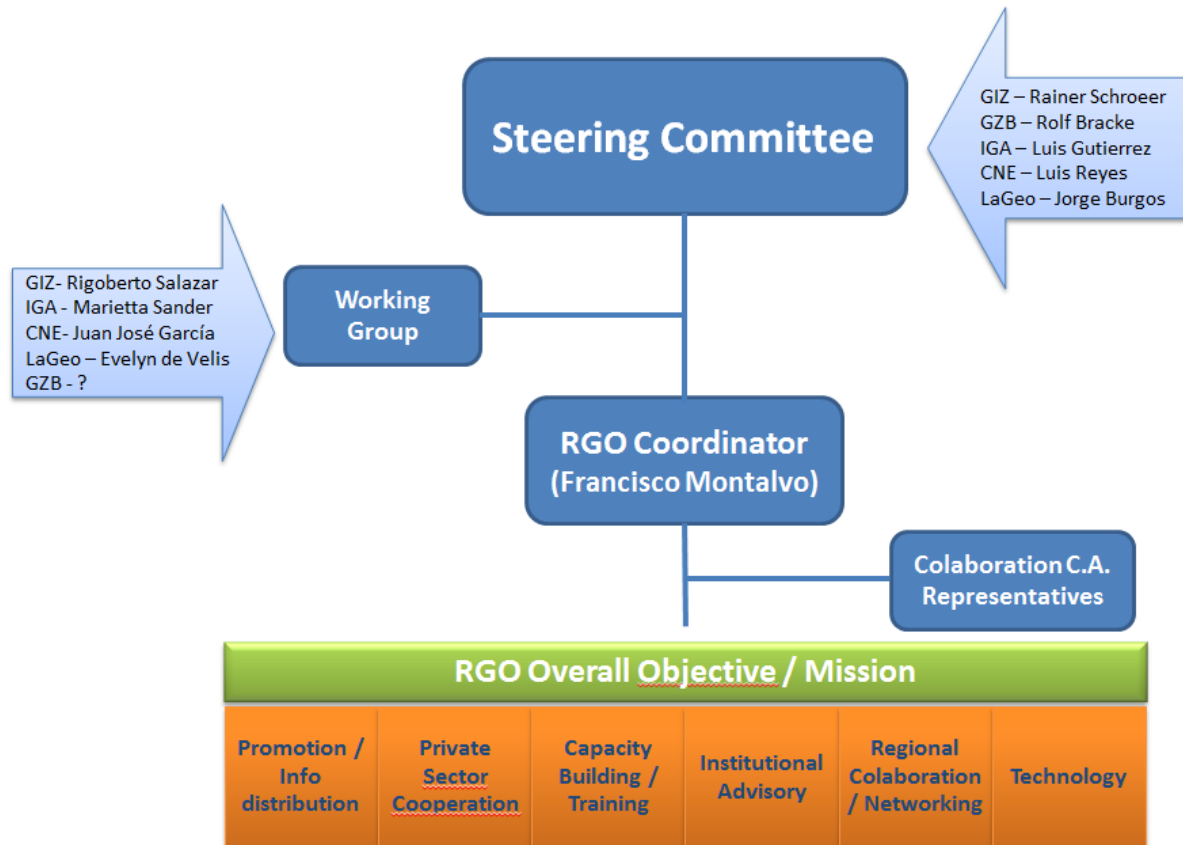 Steering Committee
GIZ – Rainer Schroeer
GZB – Rolf Bracke
IGA – Luis Gutierrez
CNE – Luis Reyes
LaGeo – Jorge Burgos
GIZ- Rigoberto Salazar
IGA - Marietta Sander
CNE- Juan José García
LaGeo – Evelyn de Velis
GZB - ?
Working
Group
RGO Coordinator
(Francisco Montalvo)
Colaboration C.A.
Representatives
RGO Overall Objective / Mission
Promotion /
Info
distribution
Private
Sector
Cooperation
Capacity
Building /
Training
Institutional
Advisory
Regional
Colaboration
/ Networking
Technology